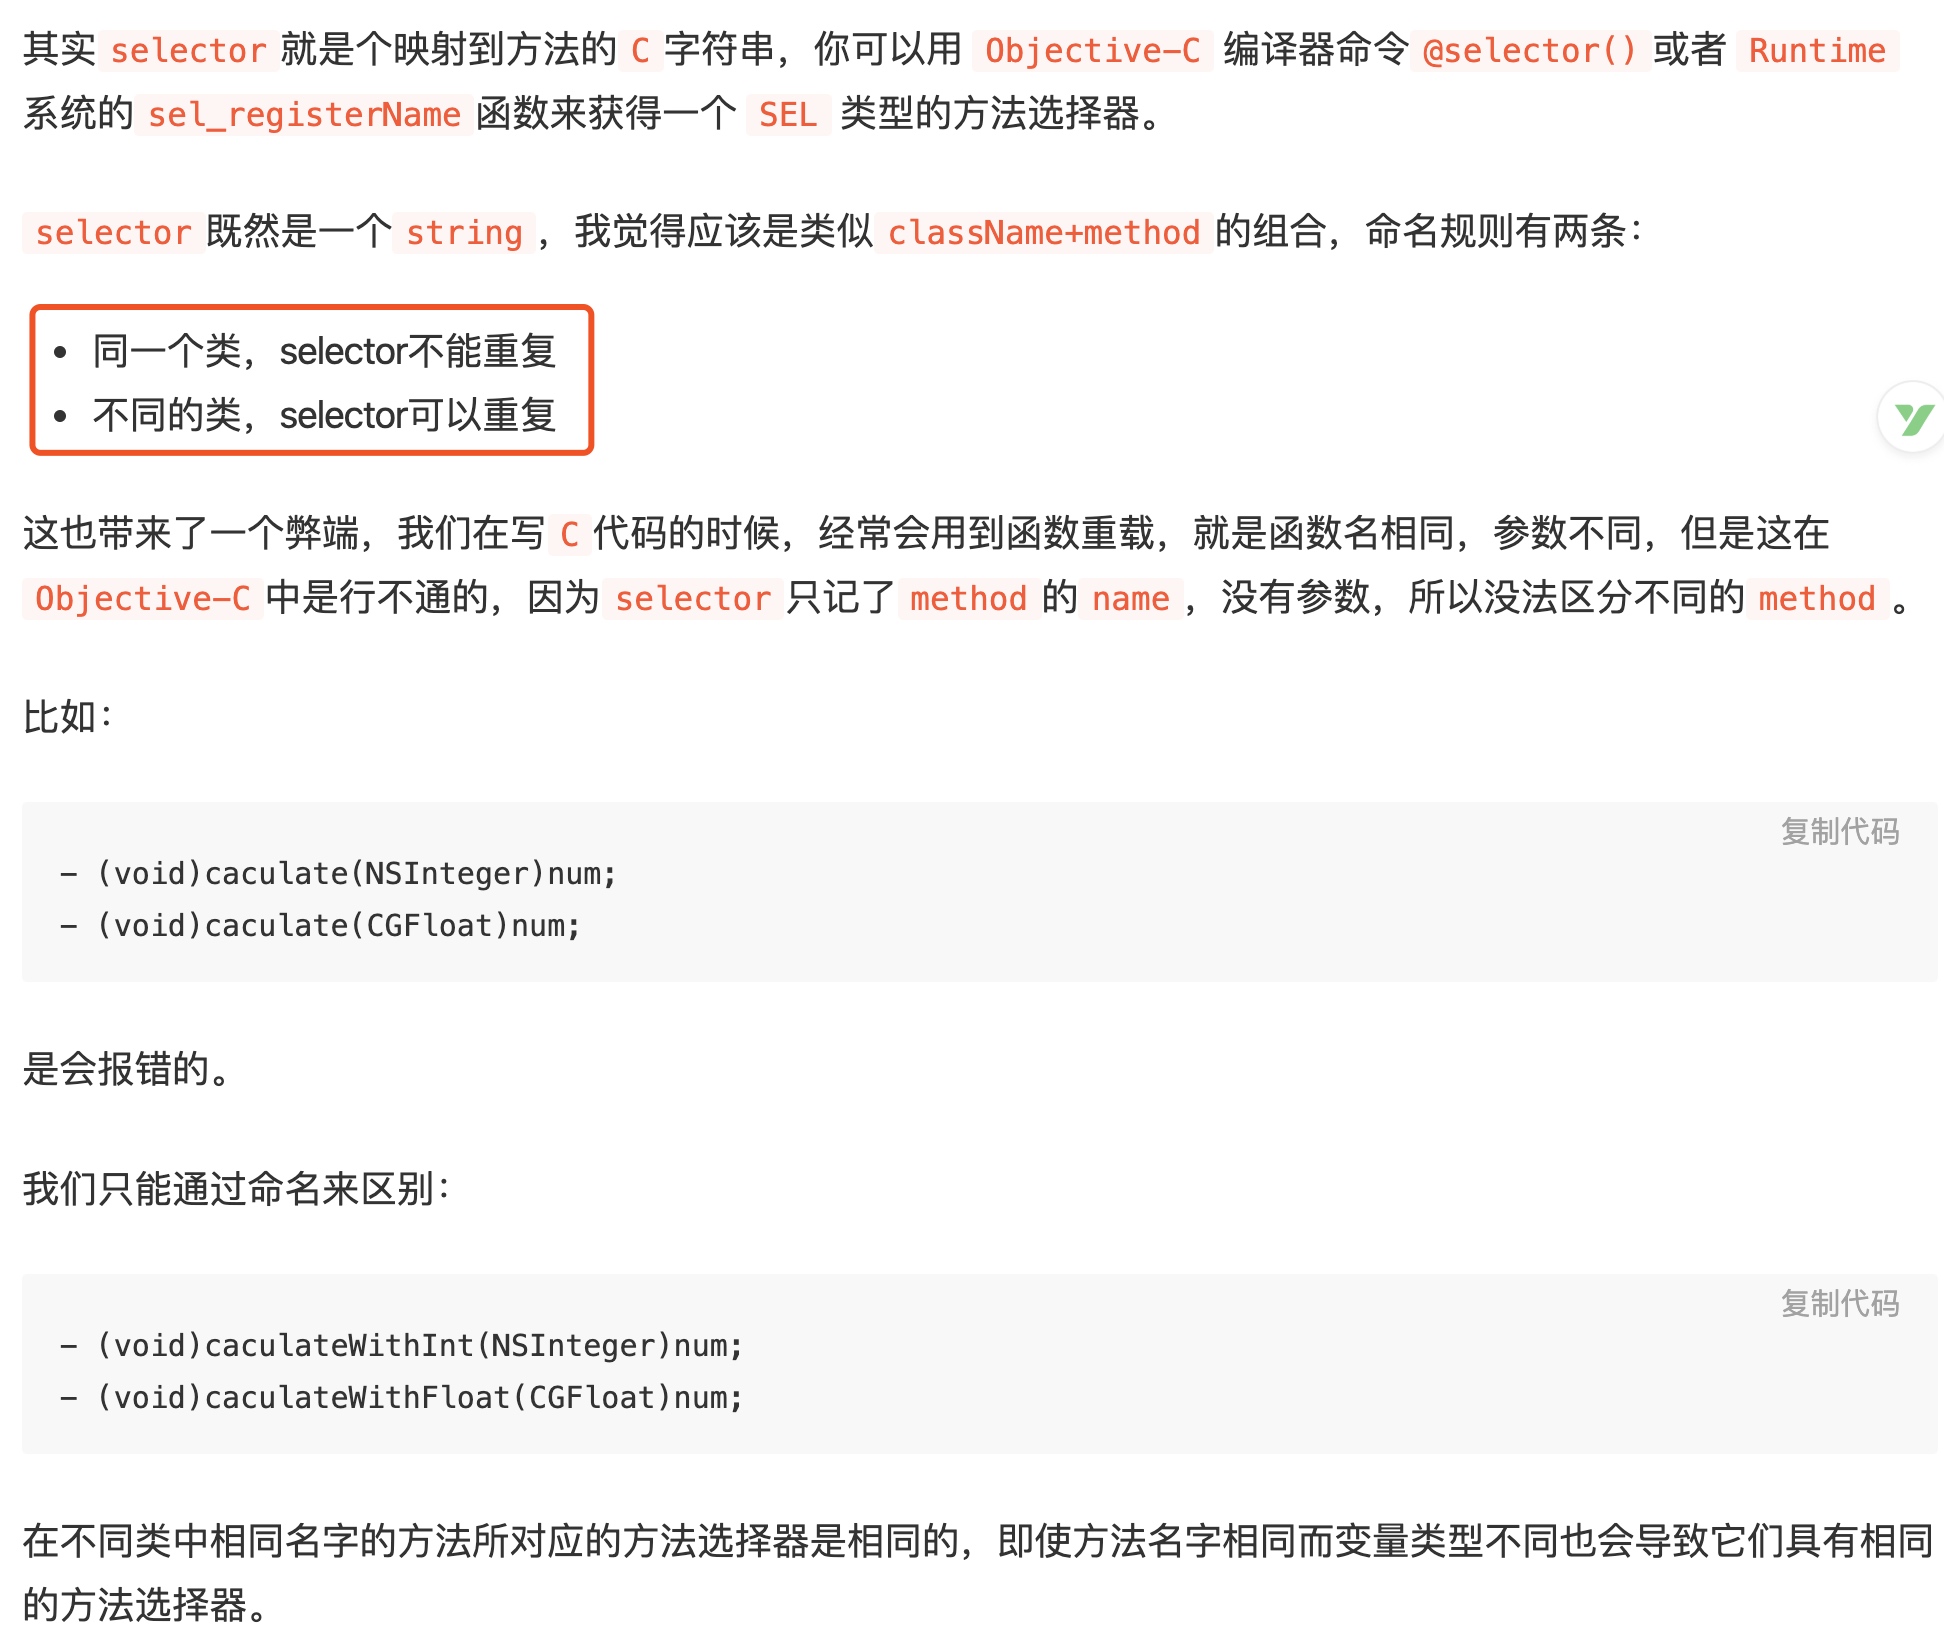 其实 selector 就是个映射到方法的 C 字符串，你可以用 Objective-C 编译器命令 @selector() 或者 Runtime
系统的 sel_registerName 函数来获得一个 SEL 类型的方法选择器。
selector 既然是一个 string ，我觉得应该是类似 className+method 的组合，命名规则有两条：
• 同一个类，selector不能重复
• 不同的类，selector可以重复
这也带来了一个弊端，我们在写 C 代码的时候，经常会用到函数重载，就是函数名相同，参数不同，但是这在
Objective-C 中是行不通的，因为 selector 只记了 method 的 name ，没有参数，所以没法区分不同的 method 。
比如：
复制代码
- (void)caculate(NSInteger)num;
- (void)caculate(CGFloat)num;
是会报错的。
我们只能通过命名来区别：
复制代码
- (void)caculateWithInt(NSInteger)num;
- (void)caculateWithFloat(CGFloat)num;
在不同类中相同名字的方法所对应的方法选择器是相同的，即使方法名字相同而变量类型不同也会导致它们具有相同
的方法选择器。